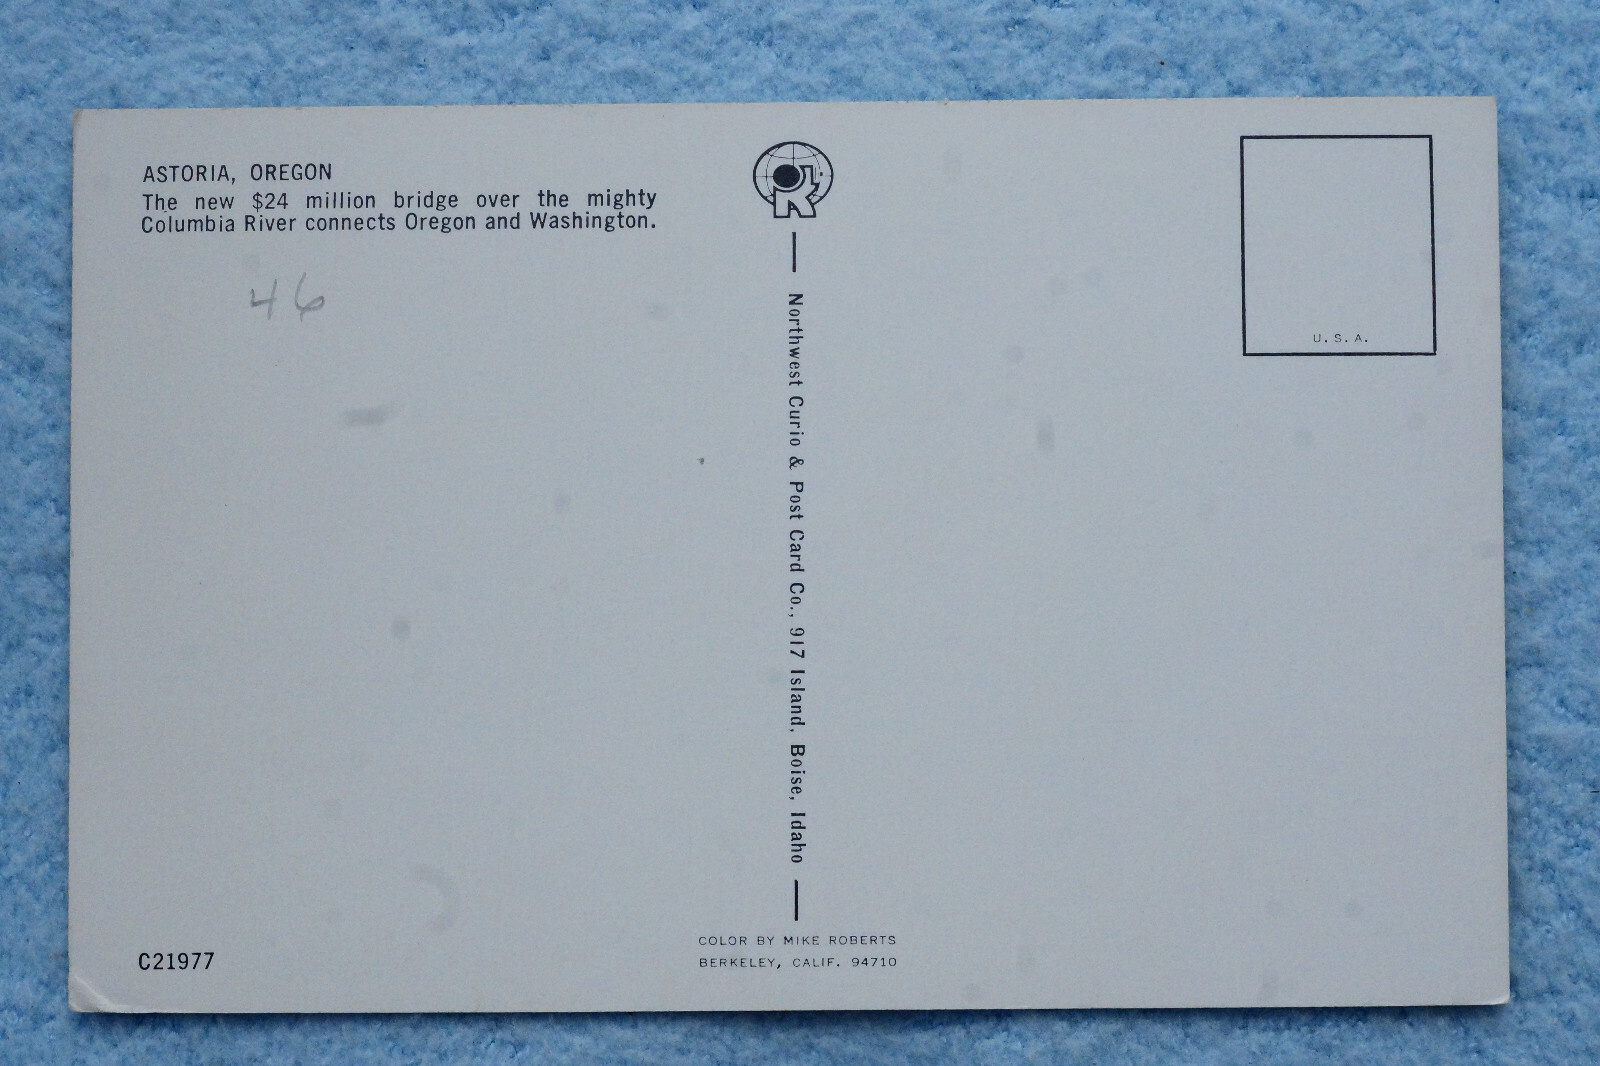 ASTORIA, OREGON
The new $24 million bridge over the mighty
Columbia River connects Oregon and Washington.
46
C21977
Northwest Curio & Post Card Co., 917 Island, Boise, Idaho
COLOR BY MIKE ROBERTS
BERKELEY, CALIF. 94710
U. S. A.